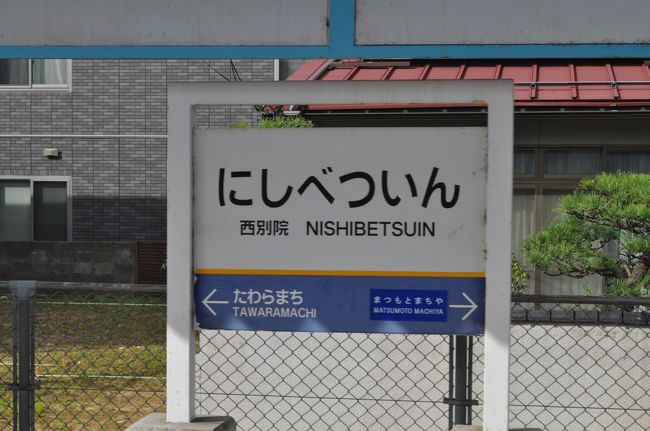 にしべついん
西別院 NISHIBETSUIN
← たわらまち
TAWARAMACHI
まつもとまちや →
MATSUMOTO MACHIYA